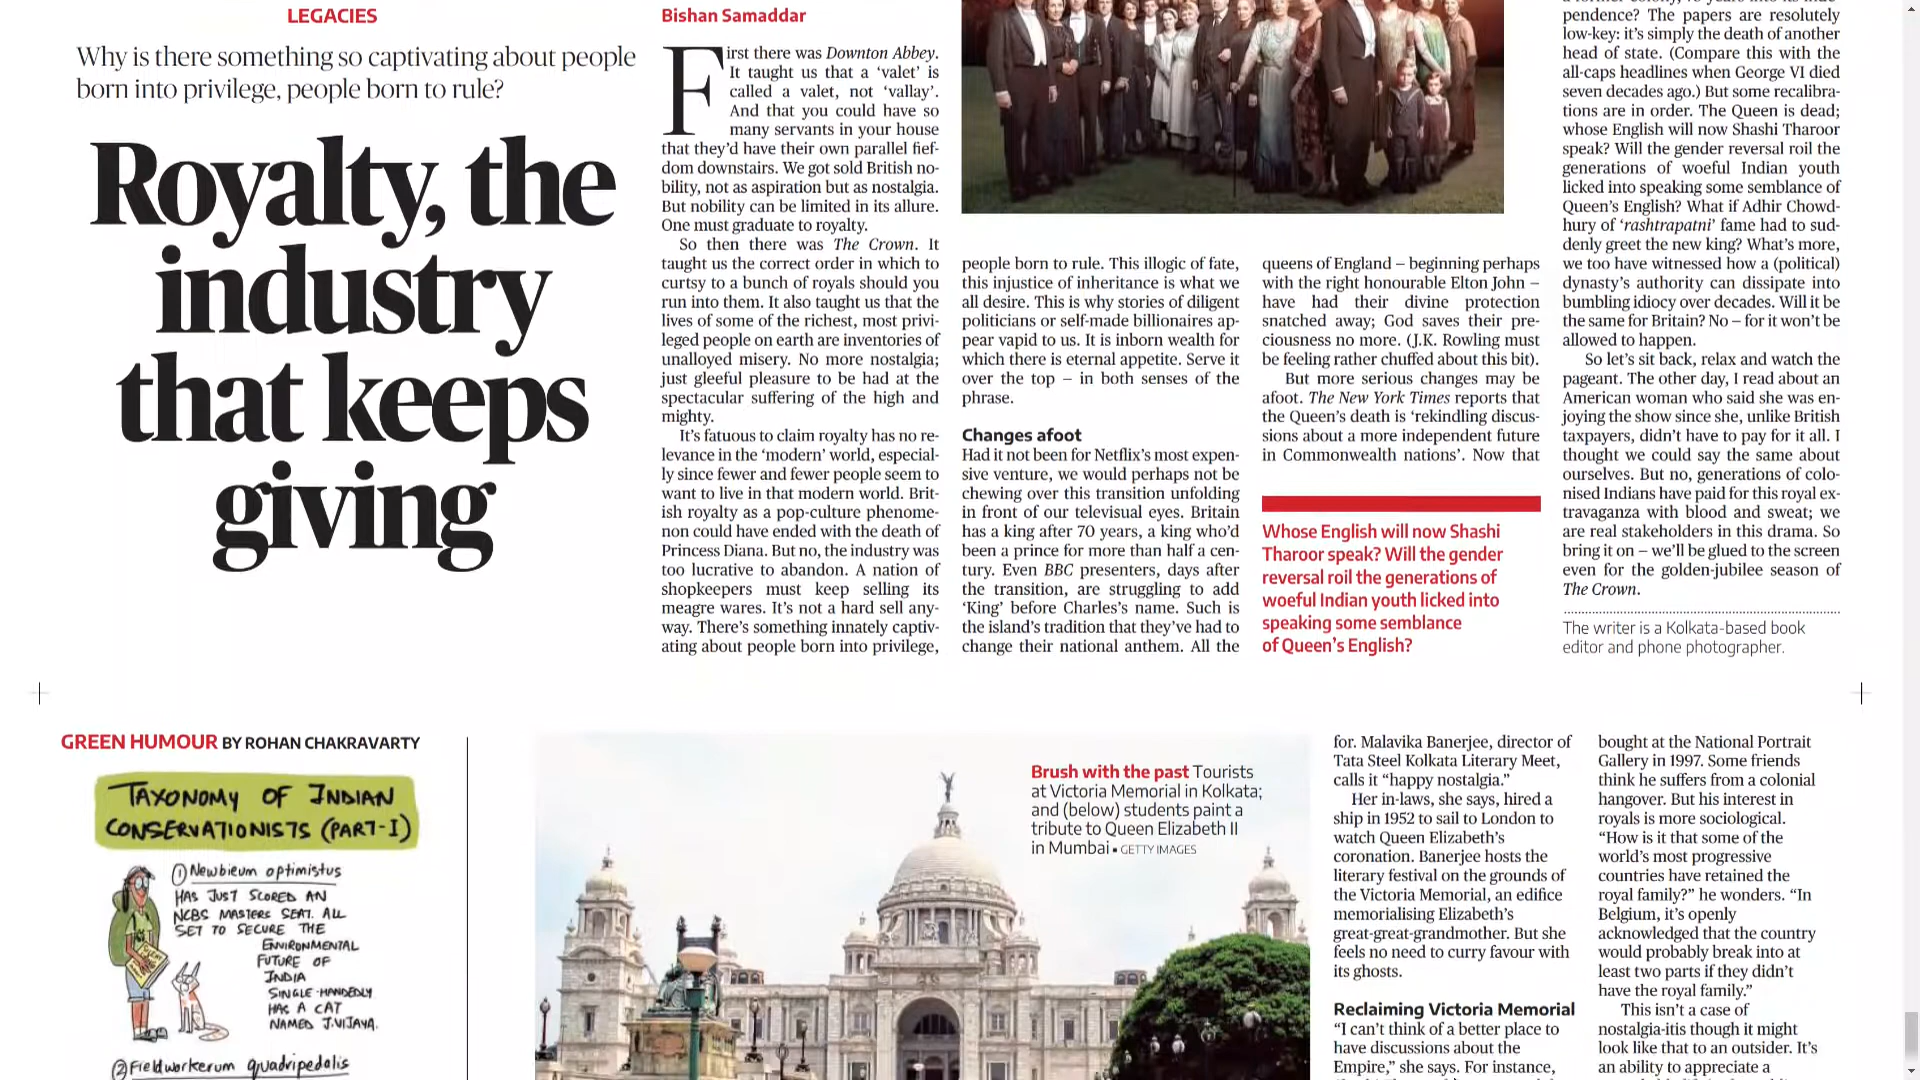 LEGACIES
Why is there something so captivating about people
born into privilege, people born to rule?
Royalty, the
industry
that keeps
giving
Bishan Samaddar
First there was Downton Abbey.
It taught us that a ‘valet’ is
called a valet, not ‘vallay’.
And that you could have so
many servants in your house
that they’d have their own parallel fief-
dom downstairs. We got sold British no-
bility, not as aspiration but as nostalgia.
But nobility can be limited in its allure.
One must graduate to royalty.
So then there was The Crown. It
taught us the correct order in which to
curtsy to a bunch of royals should you
run into them. It also taught us that the
lives of some of the richest, most privi-
leged people on earth are inventories of
unalloyed misery. No more nostalgia;
just gleeful pleasure to be had at the
spectacular suffering of the high and
mighty.
It’s fatuous to claim royalty has no re-
levance in the ‘modern’ world, especial-
ly since fewer and fewer people seem to
want to live in that modern world. Brit-
ish royalty as a pop-culture phenome-
non could have ended with the death of
Princess Diana. But no, the industry was
too lucrative to abandon. A nation of
shopkeepers must keep selling its
meagre wares. It’s not a hard sell any-
way. There’s something innately captiv-
ating about people born into privilege,
people born to rule. This illogic of fate,
this injustice of inheritance is what we
all desire. This is why stories of diligent
politicians or self-made billionaires ap-
pear vapid to us. It is inborn wealth for
which there is eternal appetite. Serve it
over the top – in both senses of the
phrase.
Changes afoot
Had it not been for Netflix’s most expen-
sive venture, we would perhaps not be
chewing over this transition unfolding
in front of our televisual eyes. Britain
has a king after 70 years, a king who’d
been a prince for more than half a cen-
tury. Even BBC presenters, days after
the transition, are struggling to add
‘King’ before Charles’s name. Such is
the island’s tradition that they’ve had to
change their national anthem. All the
queens of England – beginning perhaps
with the right honourable Elton John –
have had their divine protection
snatched away; God saves their pre-
ciousness no more. (J.K. Rowling must
be feeling rather chuffed about this bit).
But more serious changes may be
afoot. The New York Times reports that
the Queen’s death is ‘rekindling discus-
sions about a more independent future
in Commonwealth nations’. Now that
Whose English will now Shashi
Tharoor speak? Will the gender
reversal roil the generations of
woeful Indian youth licked into
speaking some semblance
of Queen’s English?
pendence? The papers are resolutely
low-key: it’s simply the death of another
head of state. (Compare this with the
all-caps headlines when George VI died
seven decades ago.) But some recalibra-
tions are in order. The Queen is dead;
whose English will now Shashi Tharoor
speak? Will the gender reversal roil the
generations of woeful Indian youth
licked into speaking some semblance of
Queen’s English? What if Adhir Chowd-
hury of ‘rashtrapatni’ fame had to sud-
denly greet the new king? What’s more,
we too have witnessed how a (political)
dynasty’s authority can dissipate into
bumbling idiocy over decades. Will it be
the same for Britain? No – for it won’t be
allowed to happen.
So let’s sit back, relax and watch the
pageant. The other day, I read about an
American woman who said she was en-
joying the show since she, unlike British
taxpayers, didn’t have to pay for it all. I
thought we could say the same about
ourselves. But no, generations of colo-
nised Indians have paid for this royal ex-
travaganza with blood and sweat; we
are real stakeholders in this drama. So
bring it on – we’ll be glued to the screen
even for the golden-jubilee season of
The Crown.
The writer is a Kolkata-based book
editor and phone photographer.
GREEN HUMOUR BY ROHAN CHAKRAVARTY
TAXONOMY OF INDIAN
CONSERVATIONISTS (PART-I)
① Newbieum optimistus
HAS JUST SCORED AN
NCBS MASTERS SEAT. ALL
SET TO SECURE THE
ENVIRONMENTAL
FUTURE OF
INDIA
SINGLE-HANDEDLY
HAS A CAT
NAMED J.VIJAYA.
② Fieldworkerum quadripedalis
Brush with the past Tourists
at Victoria Memorial in Kolkata;
and (below) students paint a
tribute to Queen Elizabeth II
in Mumbai • GETTY IMAGES
for. Malavika Banerjee, director of
Tata Steel Kolkata Literary Meet,
calls it “happy nostalgia.”
Her in-laws, she says, hired a
ship in 1952 to sail to London to
watch Queen Elizabeth’s
coronation. Banerjee hosts the
literary festival on the grounds of
the Victoria Memorial, an edifice
memorialising Elizabeth’s
great-great-grandmother. But she
feels no need to curry favour with
its ghosts.
Reclaiming Victoria Memorial
“I can’t think of a better place to
have discussions about the
Empire,” she says. For instance,
bought at the National Portrait
Gallery in 1997. Some friends
think he suffers from a colonial
hangover. But his interest in
royals is more sociological.
“How is it that some of the
world’s most progressive
countries have retained the
royal family?” he wonders. “In
Belgium, it’s openly
acknowledged that the country
would probably break into at
least two parts if they didn’t
have the royal family.”
This isn’t a case of
nostalgia-itis though it might
look like that to an outsider. It’s
an ability to appreciate a